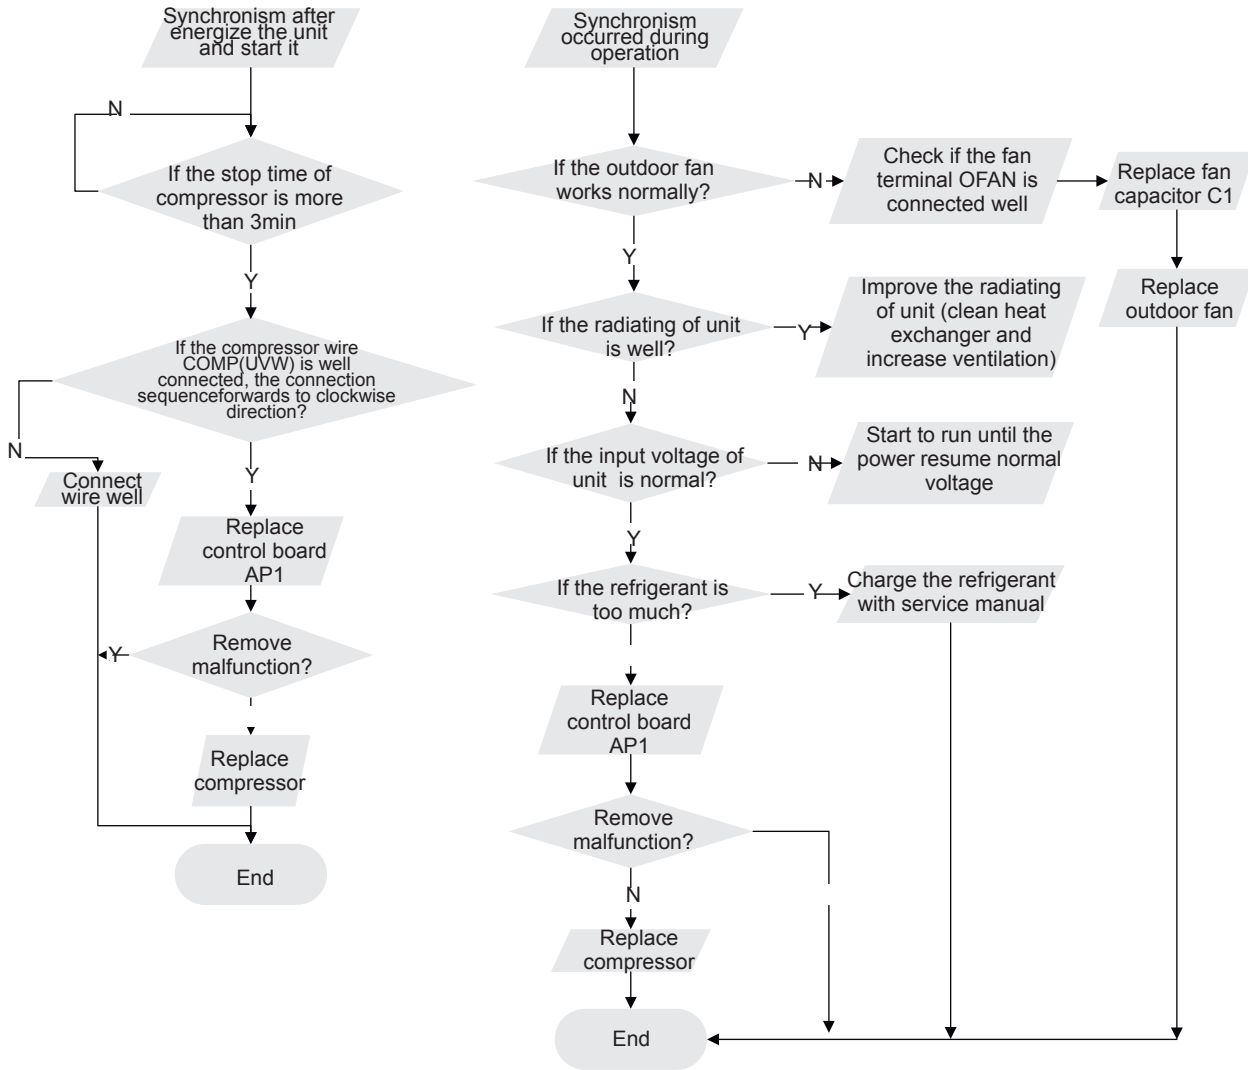 Synchronism after
energize the unit
and start it
N
If the stop time of
compressor is more
than 3min
Y
If the compressor wire
COMP(UVW) is well
connected, the connection
sequenceforwards to clockwise
direction?
N
Connect
wire well
Y
Replace
control board
AP1
Remove
malfunction?
Y
Replace
compressor
End
Synchronism
occurred during
operation
If the outdoor fan
works normally?
N
Check if the fan
terminal OFAN is
connected well
Replace fan
capacitor C1
Replace
outdoor fan
Y
If the radiating of unit
is well?
Y
Improve the radiating
of unit (clean heat
exchanger and
increase ventilation)
N
If the input voltage of
unit is normal?
N
Start to run until the
power resume normal
voltage
Y
If the refrigerant is
too much?
Y
Charge the refrigerant
with service manual
Replace
control board
AP1
Remove
malfunction?
N
Replace
compressor
End